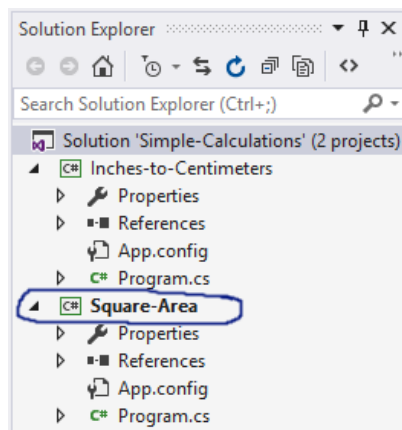 Solution Explorer
Search Solution Explorer (Ctrl+;)
Solution 'Simple-Calculations' (2 projects)
C# Inches-to-Centimeters
Properties
References
App.config
C# Program.cs
C# Square-Area
Properties
References
App.config
C# Program.cs